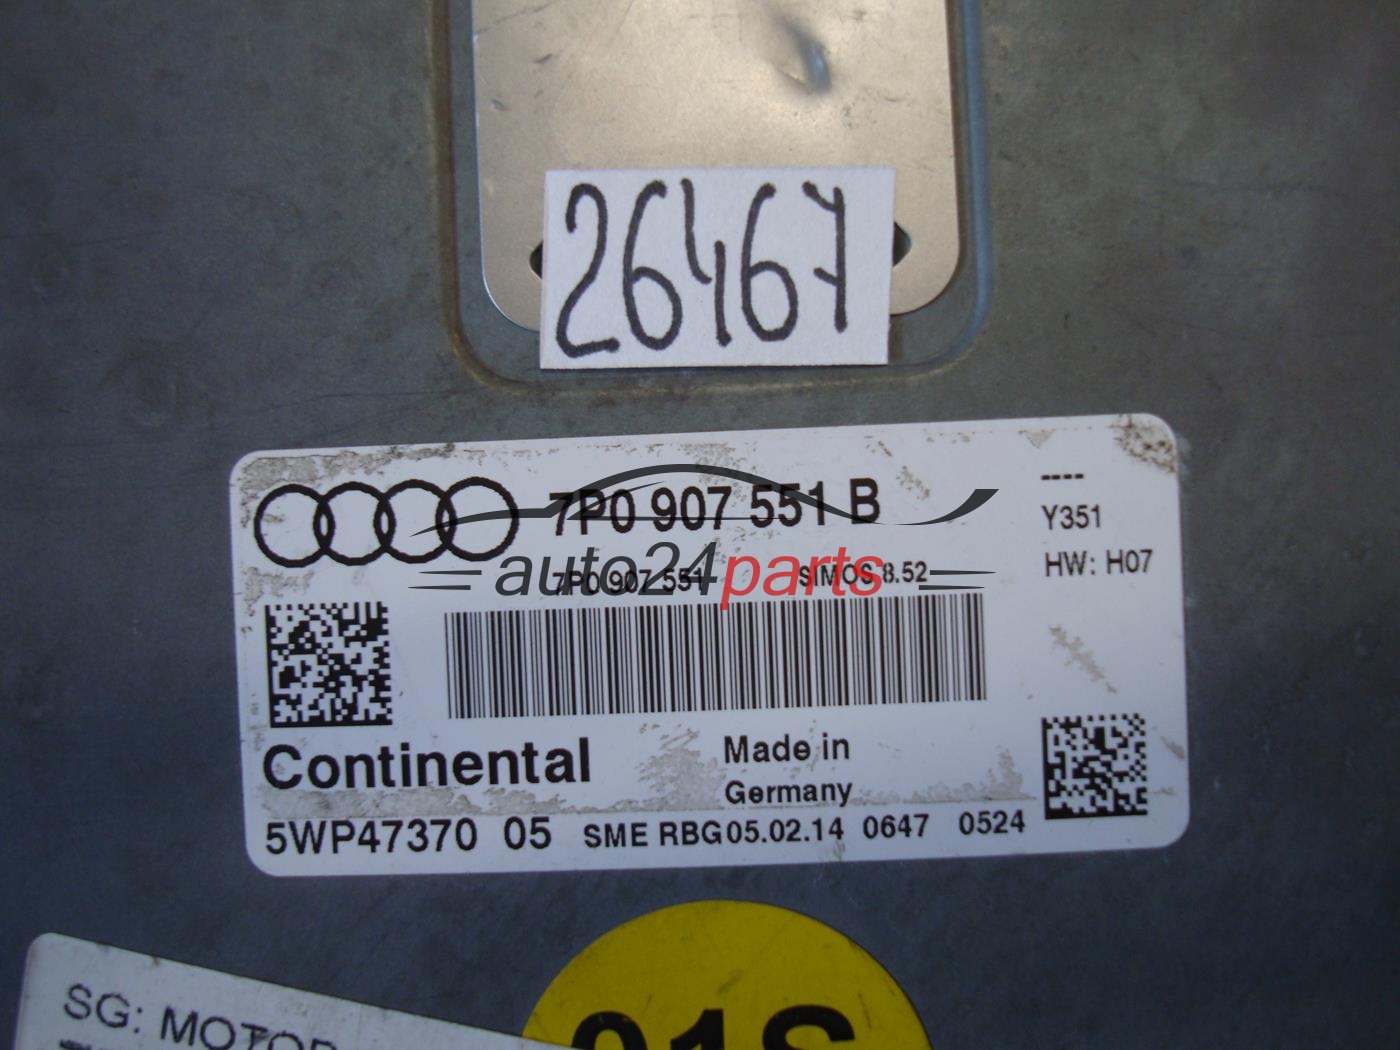 26467
7P0 907 551 B
----
Y351
7P0 907 551 SIMOS 8.52
HW: H07
auto24parts
Continental
Made in
Germany
5WP47370 05 SME RBG05.02.14 0647 0524
SG: MOTOR
01S